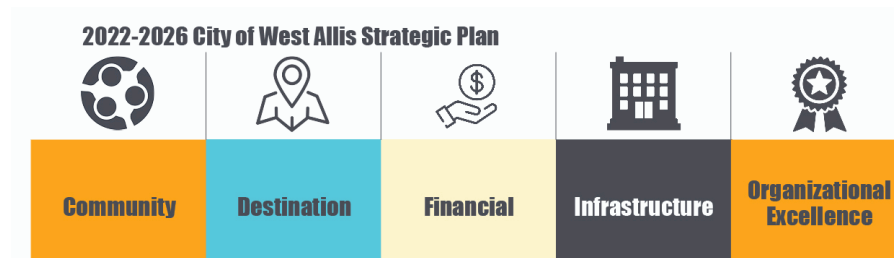 2022-2026 City of West Allis Strategic Plan
$
Community
Destination
Financial
Infrastructure
Organizational
Excellence